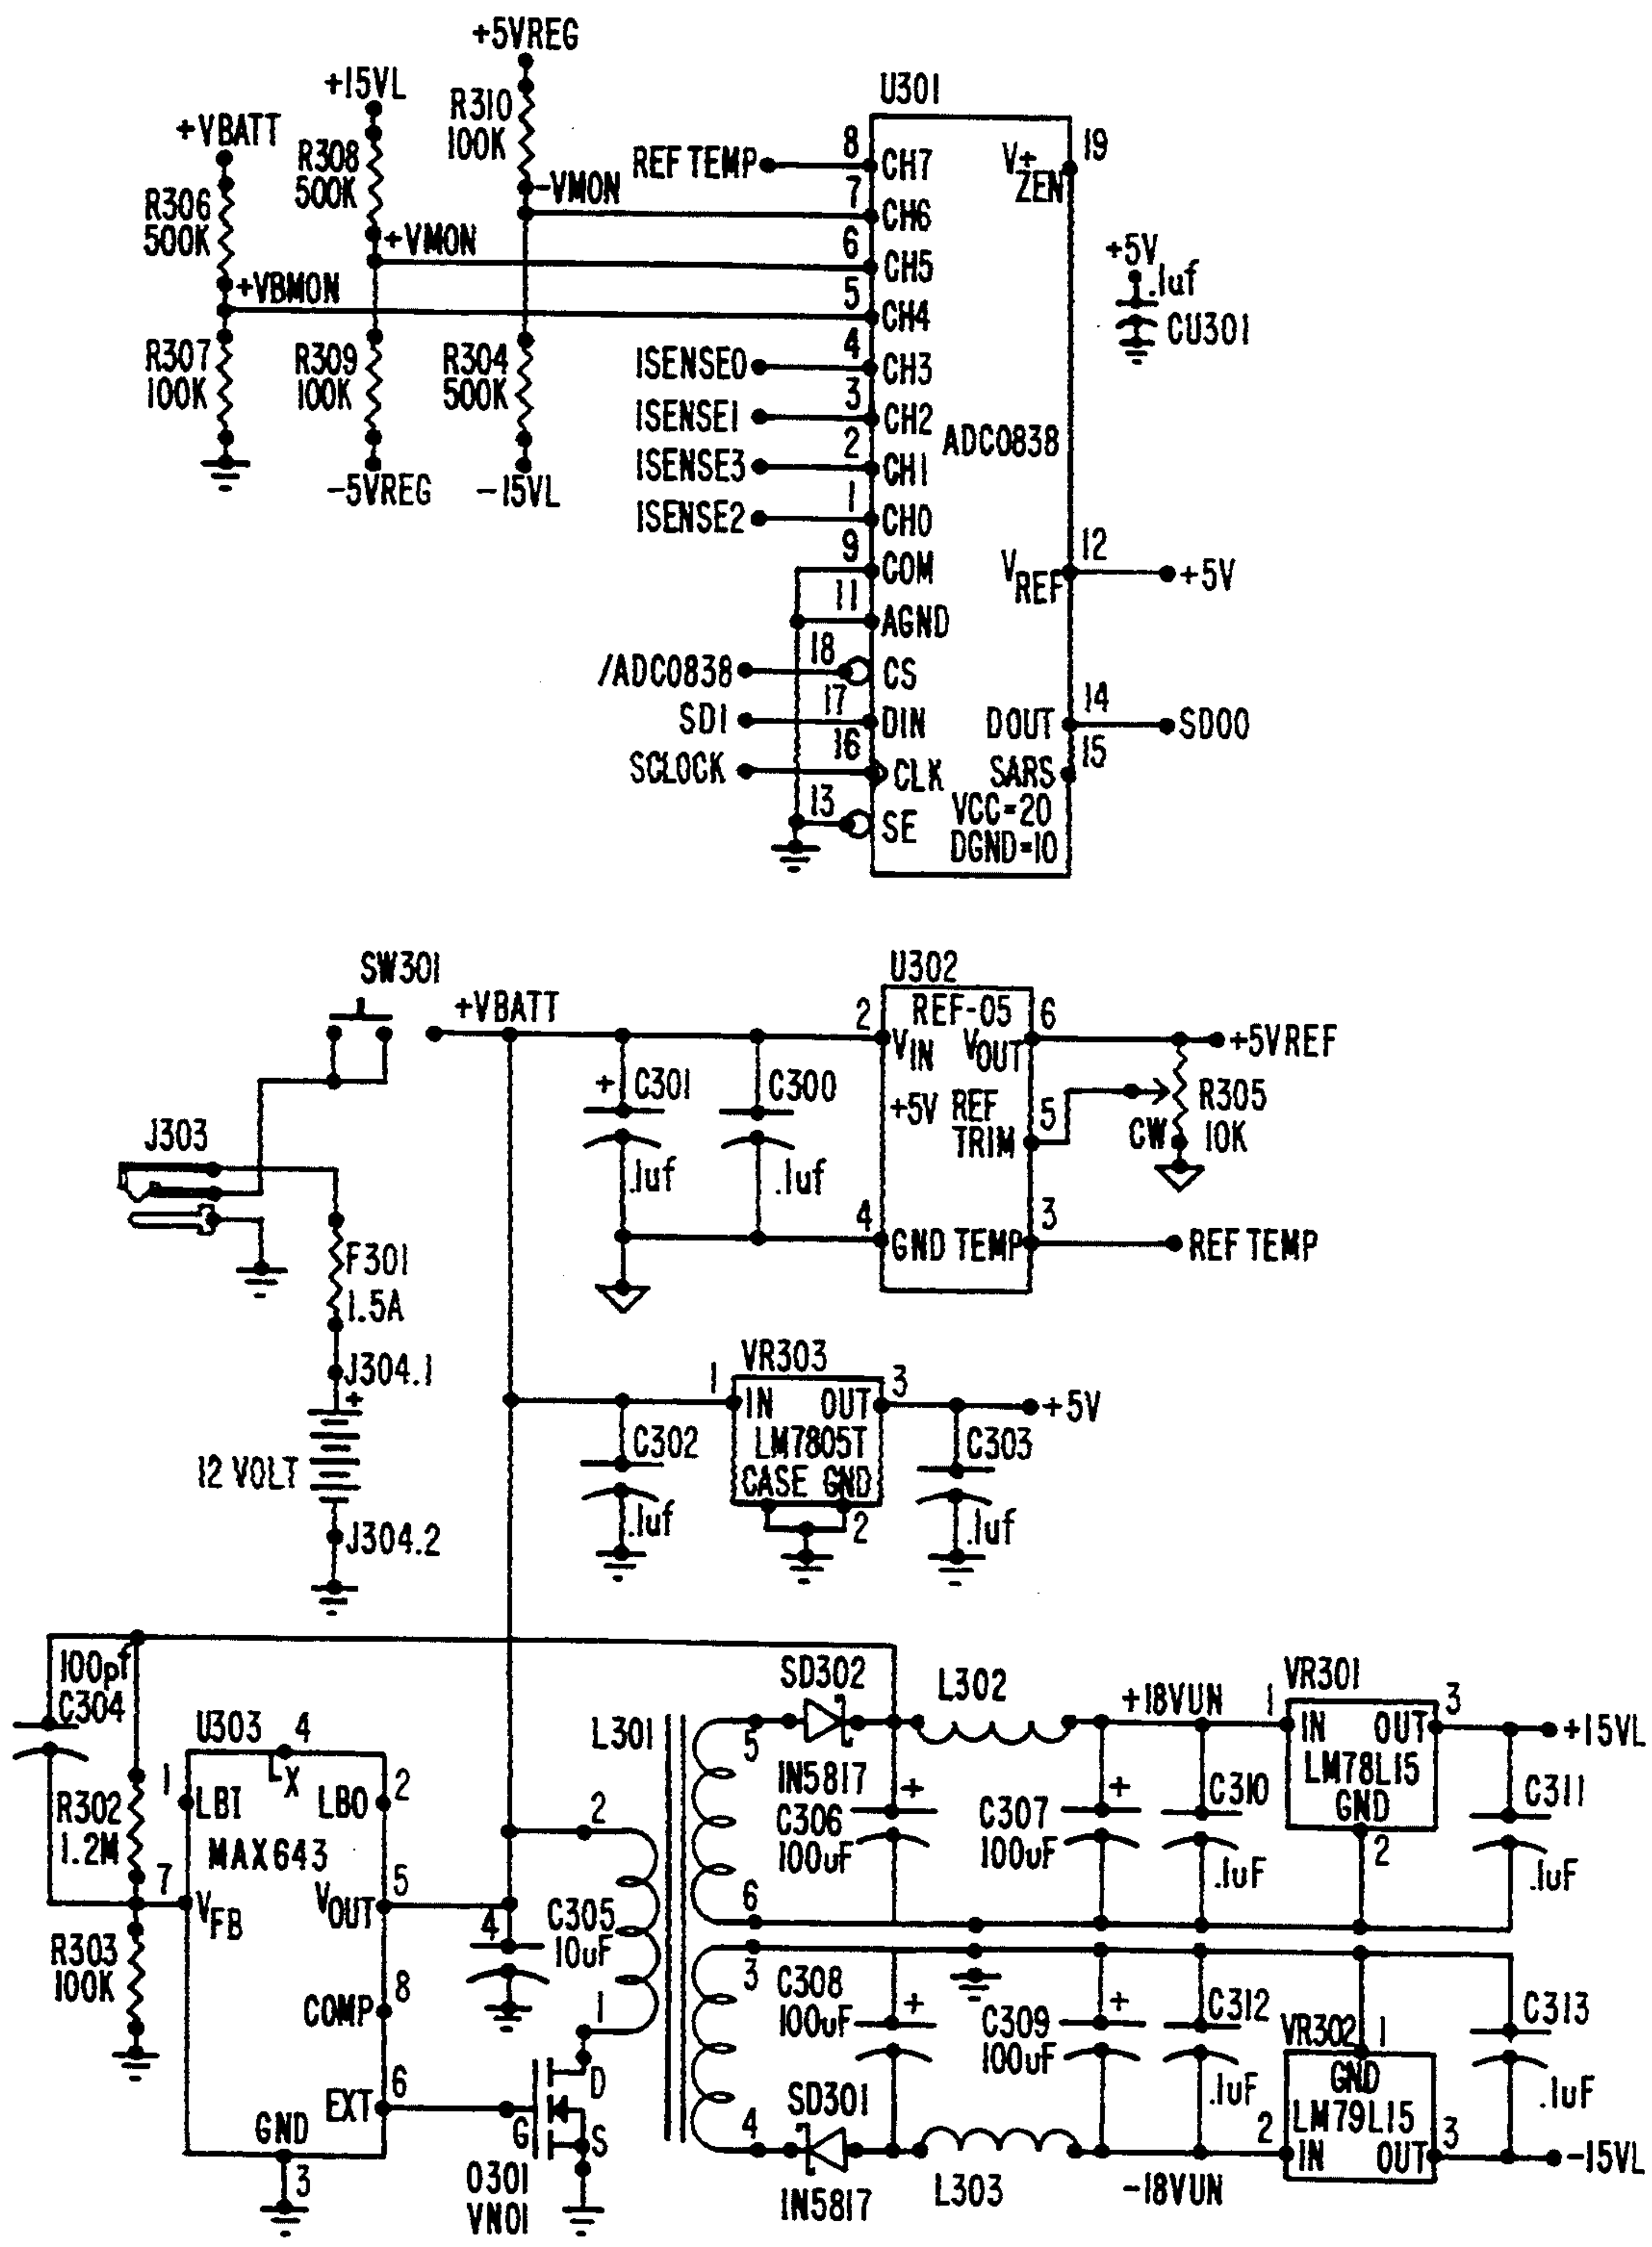 +5VREG
+15VL
+VBATT
R310
100K
R308
500K
R306
500K
-VMON
+VMON
+VBMON
R307
100K
R309
100K
R304
500K
-5VREG
-15VL
U301
REF TEMP
8
CH7
7
CH6
6
CH5
5
CH4
ISENSE0
4
CH3
ISENSE1
3
CH2
ISENSE3
2
CH1
ISENSE2
1
CH0
9
COM
11
AGND
/ADC0838
18
CS
SDI
17
DIN
SCLOCK
16
CLK
13
SE
V+
ZEN
19
ADC0838
VREF
12
+5V
DOUT
14
SDO0
SARS
15
VCC=20
DGND=10
+5V
.1uf
CU301
SW301
+VBATT
J303
F301
1.5A
J304.1
+
12 VOLT
J304.2
+
C301
.1uf
C300
.1uf
U302
REF-05
2
VIN
VOUT
6
+5VREF
+5V REF
TRIM
5
CW
R305
10K
4
GND
TEMP
3
REF TEMP
VR303
1
IN
OUT
3
+5V
LM7805T
CASE
GND
2
C302
.1uf
C303
.1uf
100pf
C304
U303
4
LX
1
LBI
LBO
2
R302
1.2M
MAX643
7
VFB
VOUT
5
R303
100K
COMP
8
EXT
6
GND
3
4
C305
10uF
L301
2
1
D
G
S
Q301
VN01
5
6
3
4
SD302
1N5817
L302
+18VUN
C306
100uF
+
C307
100uF
+
C310
.1uF
VR301
1
IN
OUT
3
LM78L15
GND
2
+15VL
C311
.1uF
C308
100uF
+
C309
100uF
+
C312
.1uF
VR302
1
GND
LM79L15
2
IN
OUT
3
-15VL
C313
.1uF
SD301
1N5817
L303
-18VUN